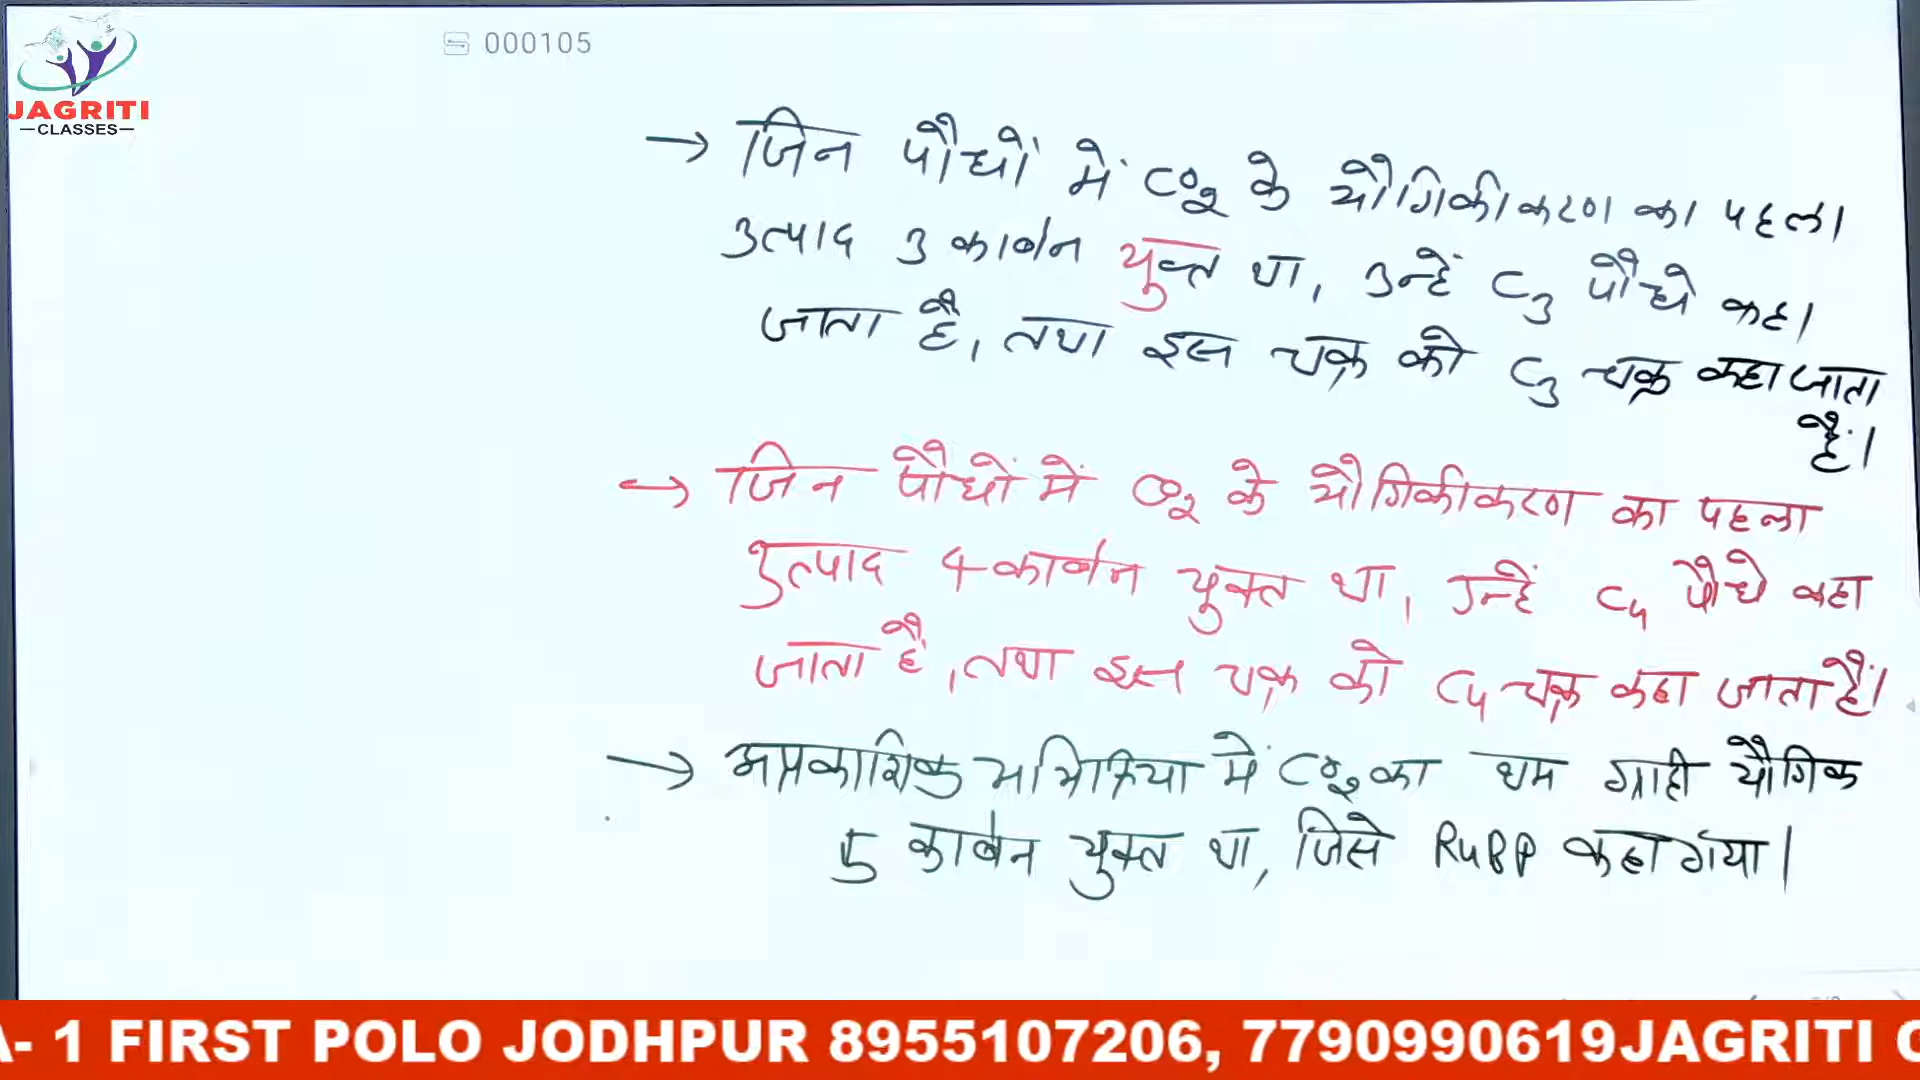 JAGRITI
CLASSES
000105
→ जिन पौधों में CO2 के यौगिकीकरण का पहला
उत्पाद 3 कार्बन युक्त था, उन्हें C3 पौधे कहा
जाता है, तथा इस चक्र को C3 चक्र कहा जाता
हैं।
→ जिन पौधों में CO2 के यौगिकीकरण का पहला
उत्पाद 4 कार्बन युक्त था, उन्हें C4 पौधे कहा
जाता है, तथा इस चक्र को C4 चक्र कहा जाता हैं।
→ अप्रकाशिक अभिक्रिया में CO2 का थम ग्राही यौगिक
5 कार्बन युक्त था, जिसे RuBP कहा गया।
A- 1 FIRST POLO JODHPUR 8955107206, 7790990619JAGRITI C